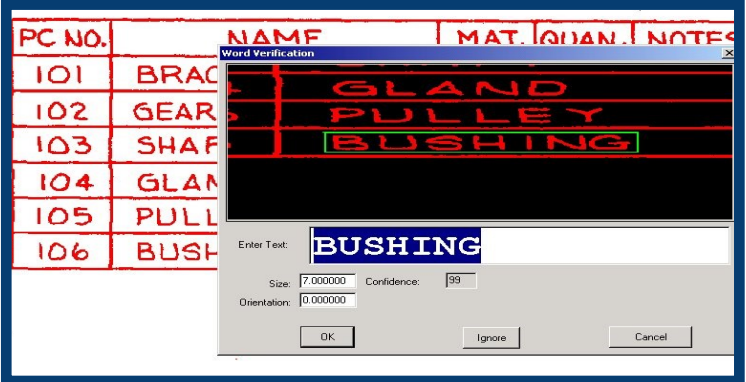 PC NO. NAME MAT. QUAN. NOTES
Word Verification
101 BRAC
102 GEAR
103 SHAF
104 GLAN
105 PULL
106 BUSH
GLAND
PULLEY
BUSHING
Enter Text: BUSHING
Size: 7.000000 Confidence: 99
Orientation: 0.000000
OK Ignore Cancel